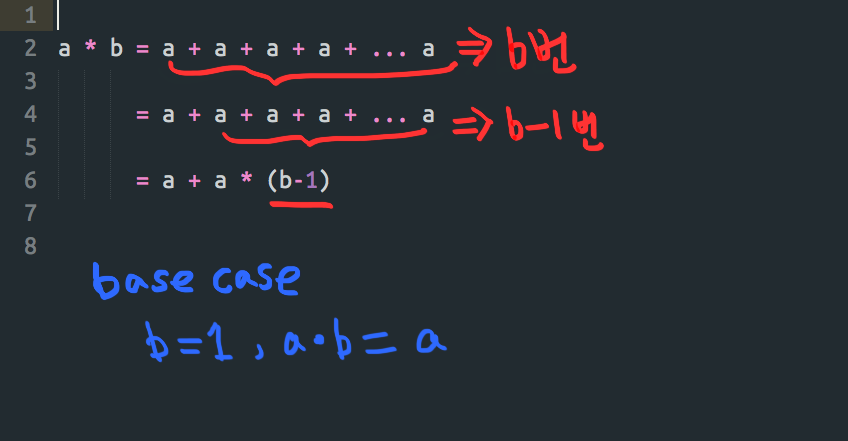 1
2 a * b = a + a + a + a + ... a ⇒ b번
3
4 = a + a + a + a + ... a ⇒ b-1번
5
6 = a + a * (b-1)
7
8
base case
b=1, a·b = a